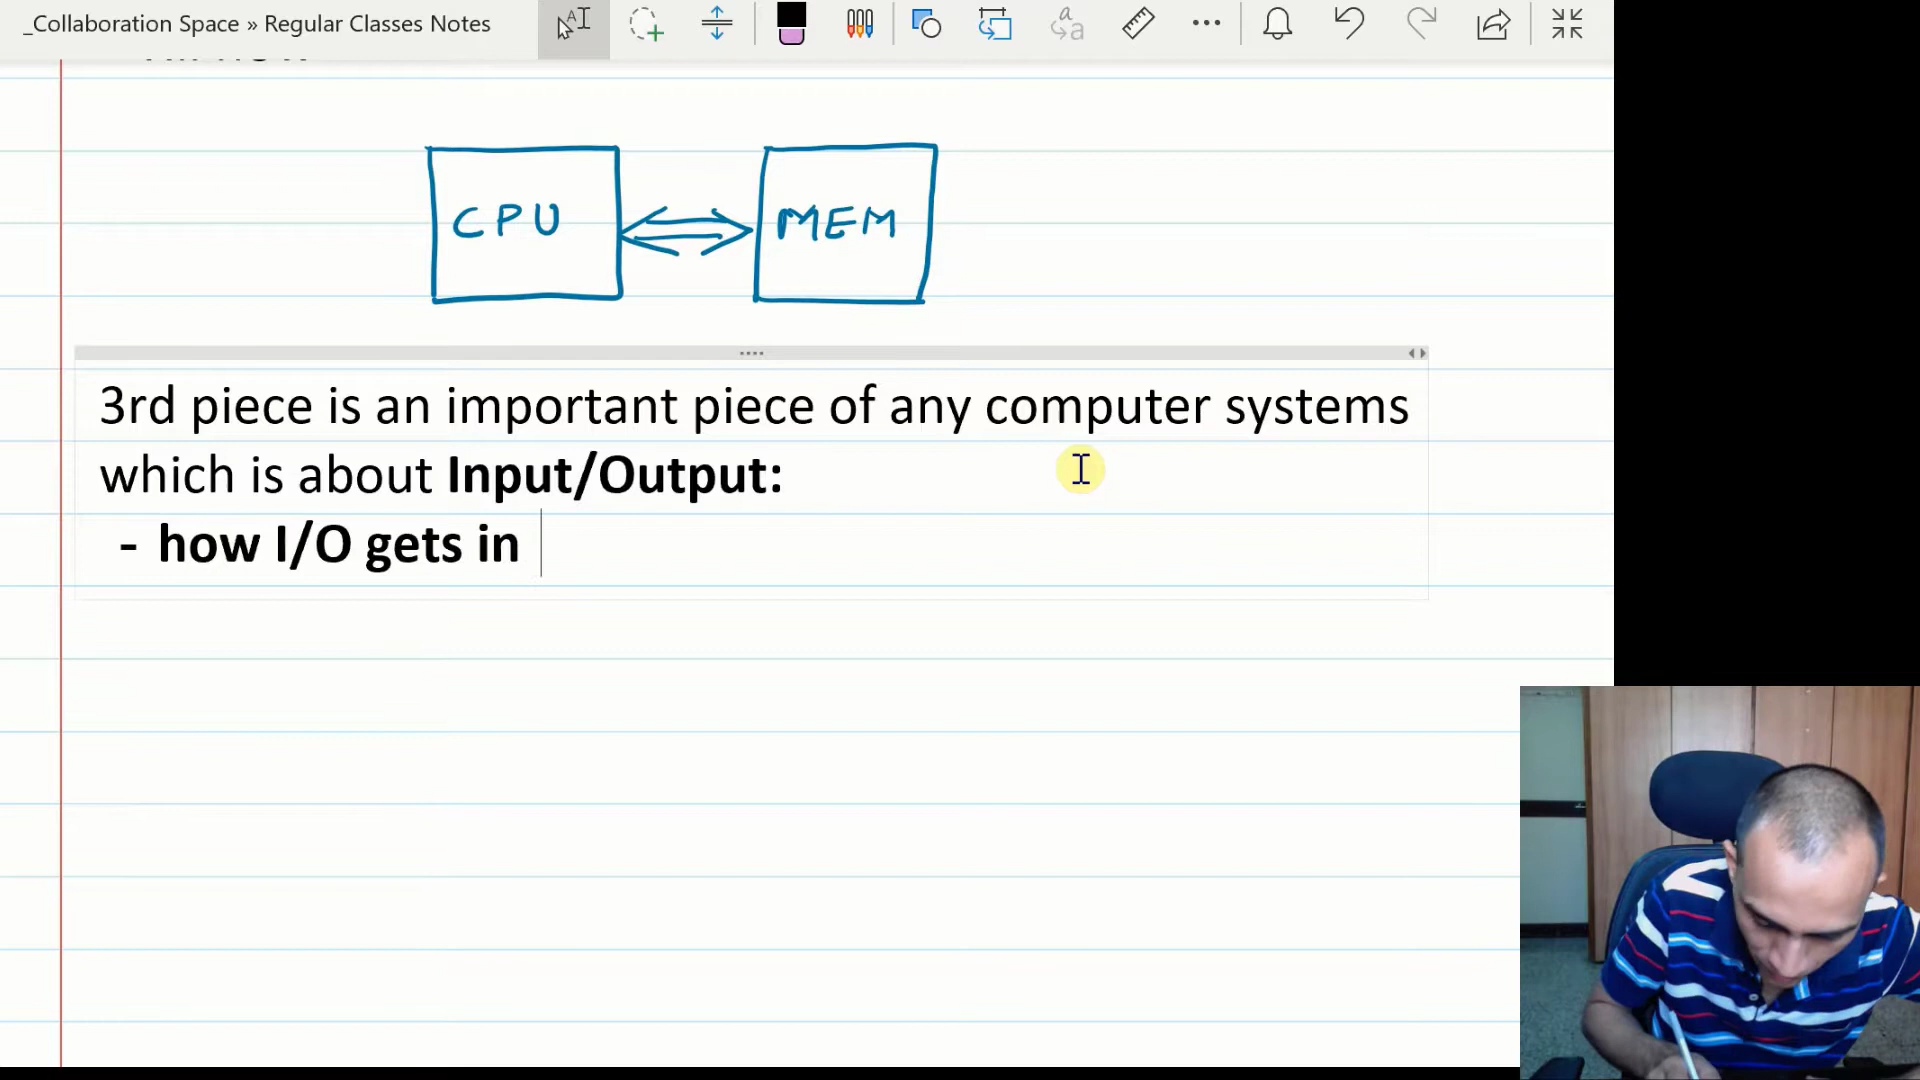 _Collaboration Space » Regular Classes Notes
CPU
MEM
3rd piece is an important piece of any computer systems
which is about Input/Output:
- how I/O gets in